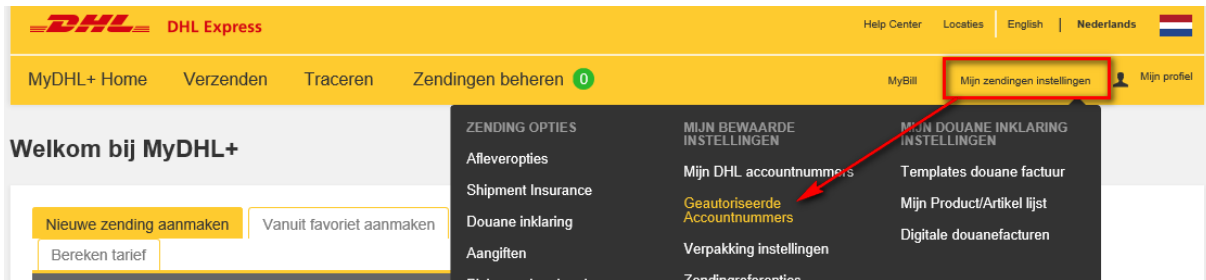 DHL DHL Express
Help Center Locaties English | Nederlands
MyDHL+ Home Verzenden Traceren Zendingen beheren 0
MyBill Mijn zendingen instellingen Mijn profiel
Welkom bij MyDHL+
Nieuwe zending aanmaken Vanuit favoriet aanmaken
Bereken tarief
ZENDING OPTIES
Afleveropties
Shipment Insurance
Douane inklaring
Aangiften
MIJN BEWAARDE
INSTELLINGEN
Mijn DHL accountnummers
Geautoriseerde
Accountnummers
Verpakking instellingen
Zendingreferenties
MIJN DOUANE INKLARING
INSTELLINGEN
Templates douane factuur
Mijn Product/Artikel lijst
Digitale douanefacturen